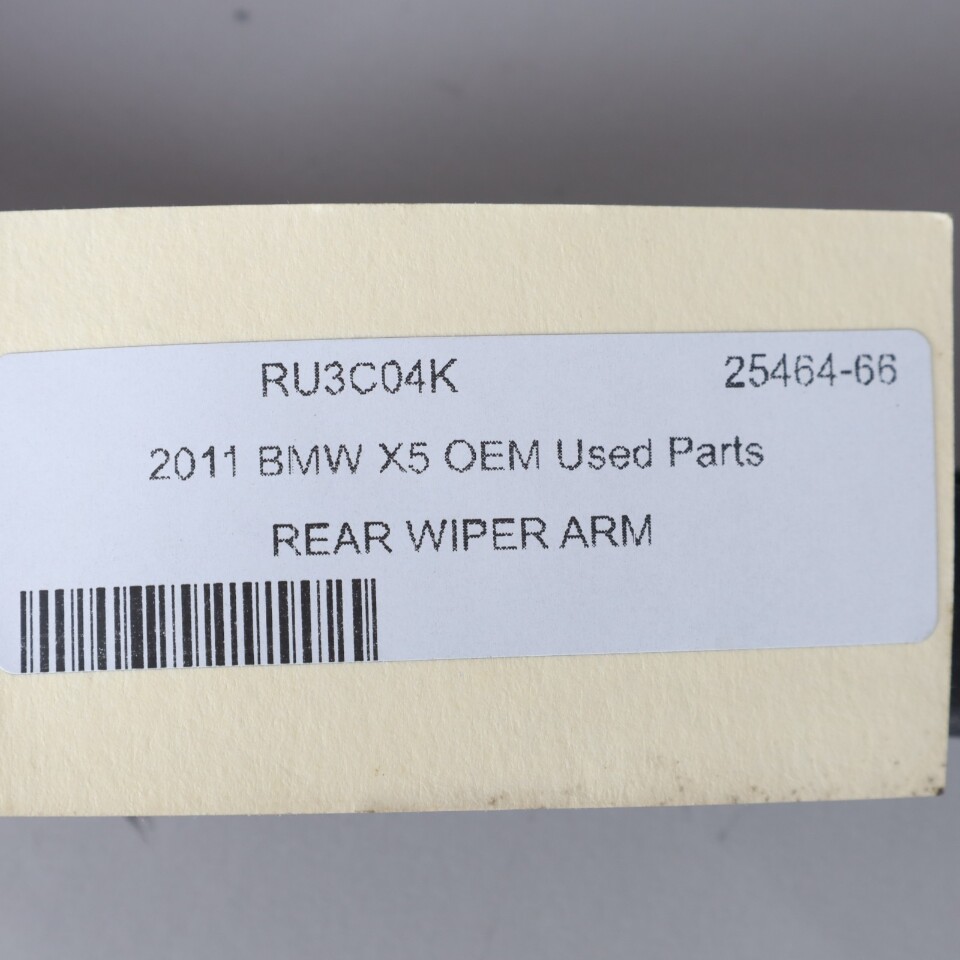 RU3C04K 25464-66
2011 BMW X5 OEM Used Parts
REAR WIPER ARM